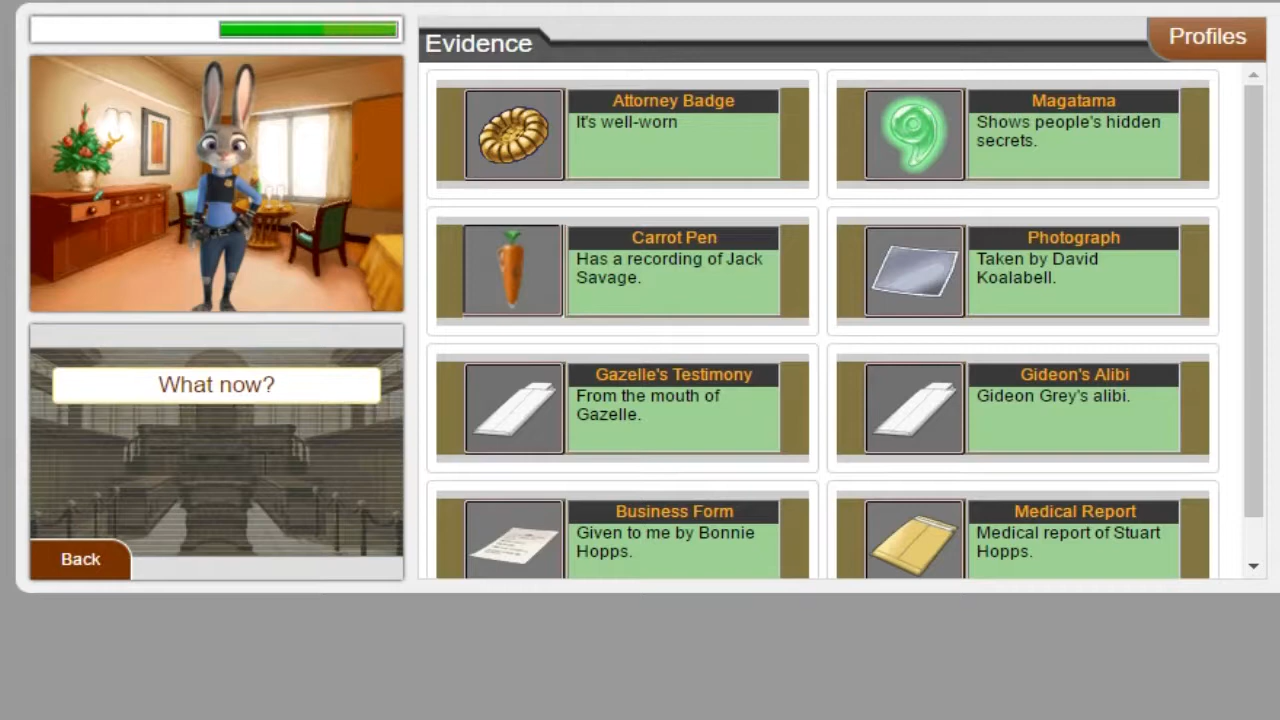 Evidence
Profiles
Attorney Badge
It's well-worn
Magatama
Shows people's hidden
secrets.
Carrot Pen
Has a recording of Jack
Savage.
Photograph
Taken by David
Koalabell.
What now?
Gazelle's Testimony
From the mouth of
Gazelle.
Gideon's Alibi
Gideon Grey's alibi.
Business Form
Given to me by Bonnie
Hopps.
Medical Report
Medical report of Stuart
Hopps.
Back